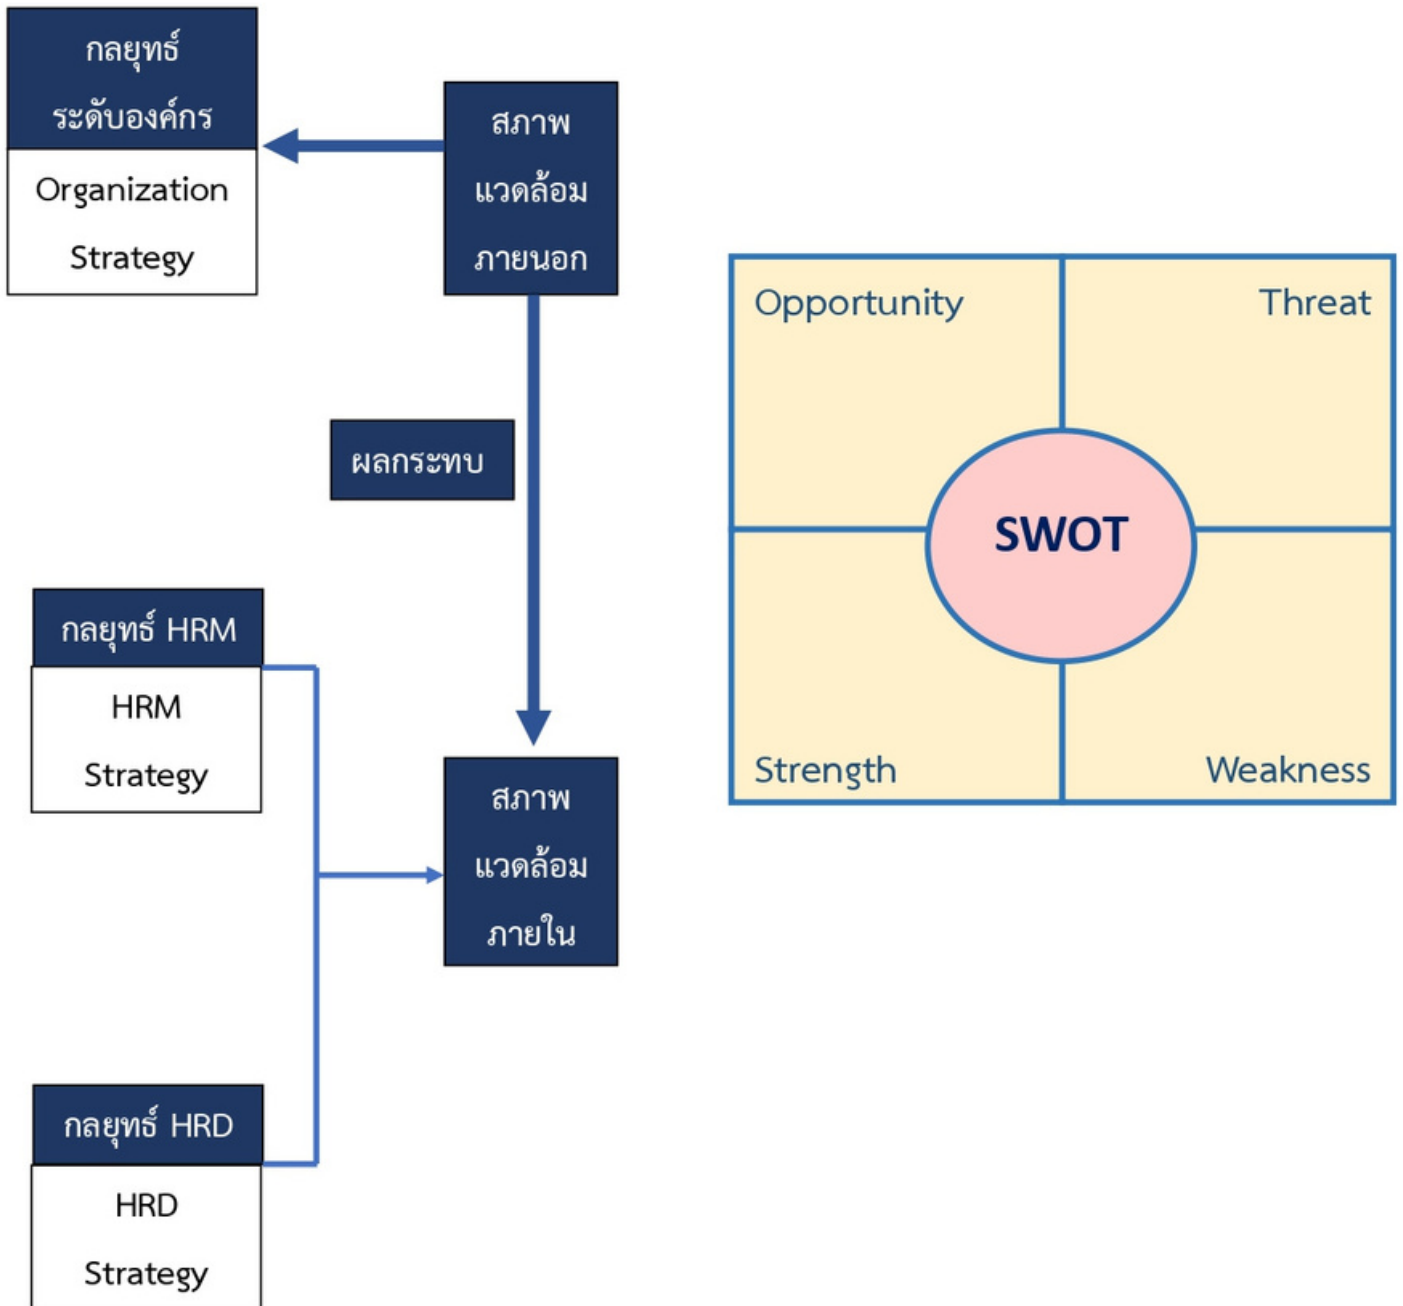 กลยุทธ์
ระดับองค์กร
Organization
Strategy
สภาพ
แวดล้อม
ภายนอก
ผลกระทบ
กลยุทธ์ HRM
HRM
Strategy
สภาพ
แวดล้อม
ภายใน
กลยุทธ์ HRD
HRD
Strategy
Opportunity
Threat
SWOT
Strength
Weakness